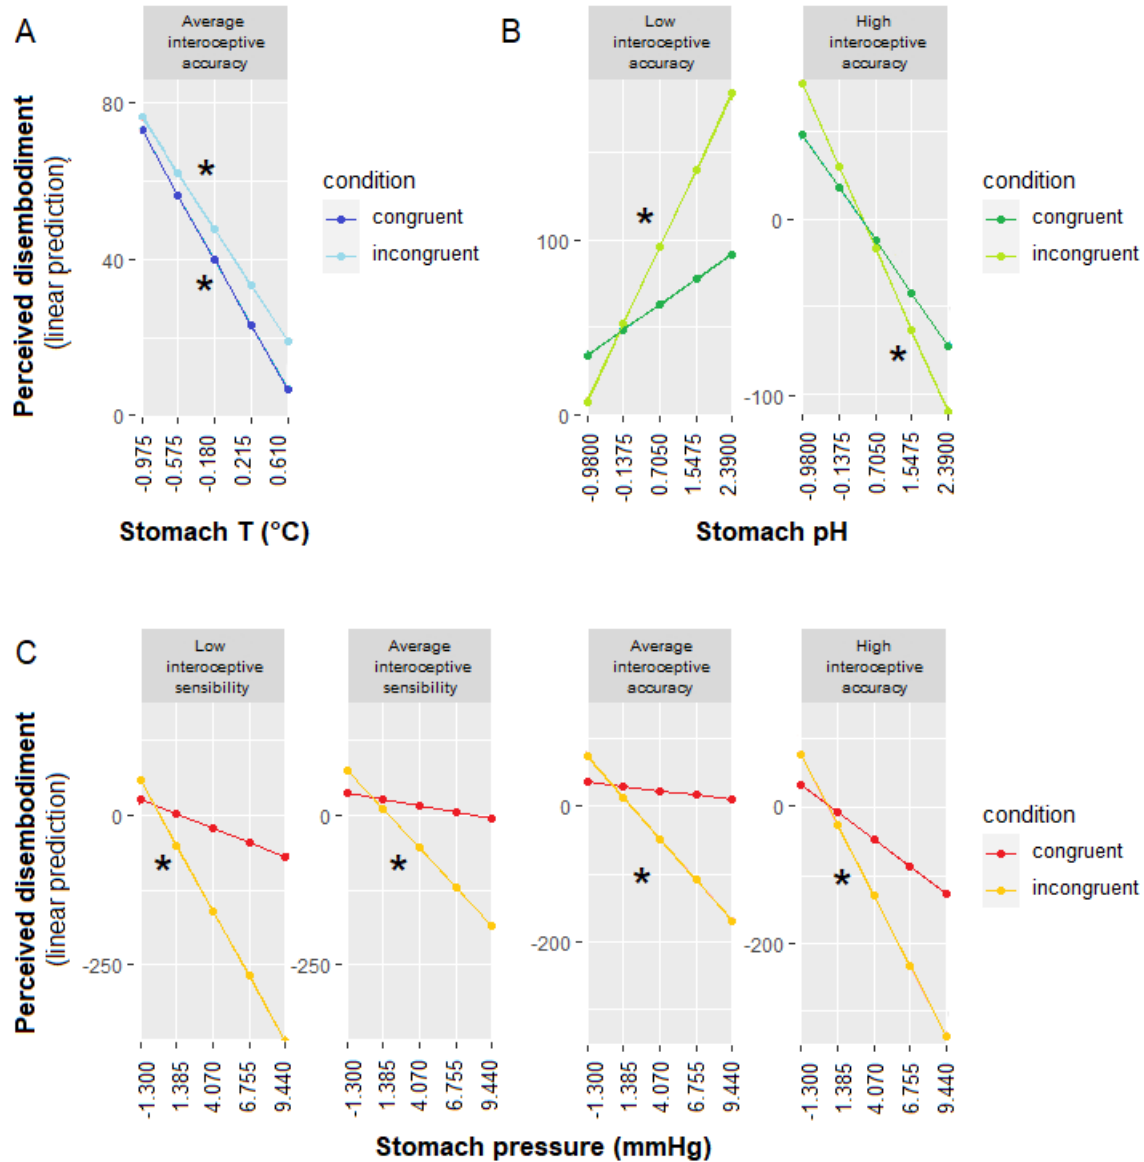 A
Average
interoceptive
accuracy
Perceived disembodiment
(linear prediction)
80
40
0
-0.975
-0.575
-0.180
0.215
0.610
Stomach T (°C)
*
*
condition
congruent
incongruent
B
Low
interoceptive
accuracy
High
interoceptive
accuracy
100
0
*
0
-100
*
-0.9800
-0.1375
0.7050
1.5475
2.3900
-0.9800
-0.1375
0.7050
1.5475
2.3900
Stomach pH
condition
congruent
incongruent
C
Low
interoceptive
sensibility
Average
interoceptive
sensibility
Average
interoceptive
accuracy
High
interoceptive
accuracy
Perceived disembodiment
(linear prediction)
0
-250
*
0
-250
*
0
-200
*
0
-200
*
-1.300
1.385
4.070
6.755
9.440
-1.300
1.385
4.070
6.755
9.440
-1.300
1.385
4.070
6.755
9.440
-1.300
1.385
4.070
6.755
9.440
Stomach pressure (mmHg)
condition
congruent
incongruent